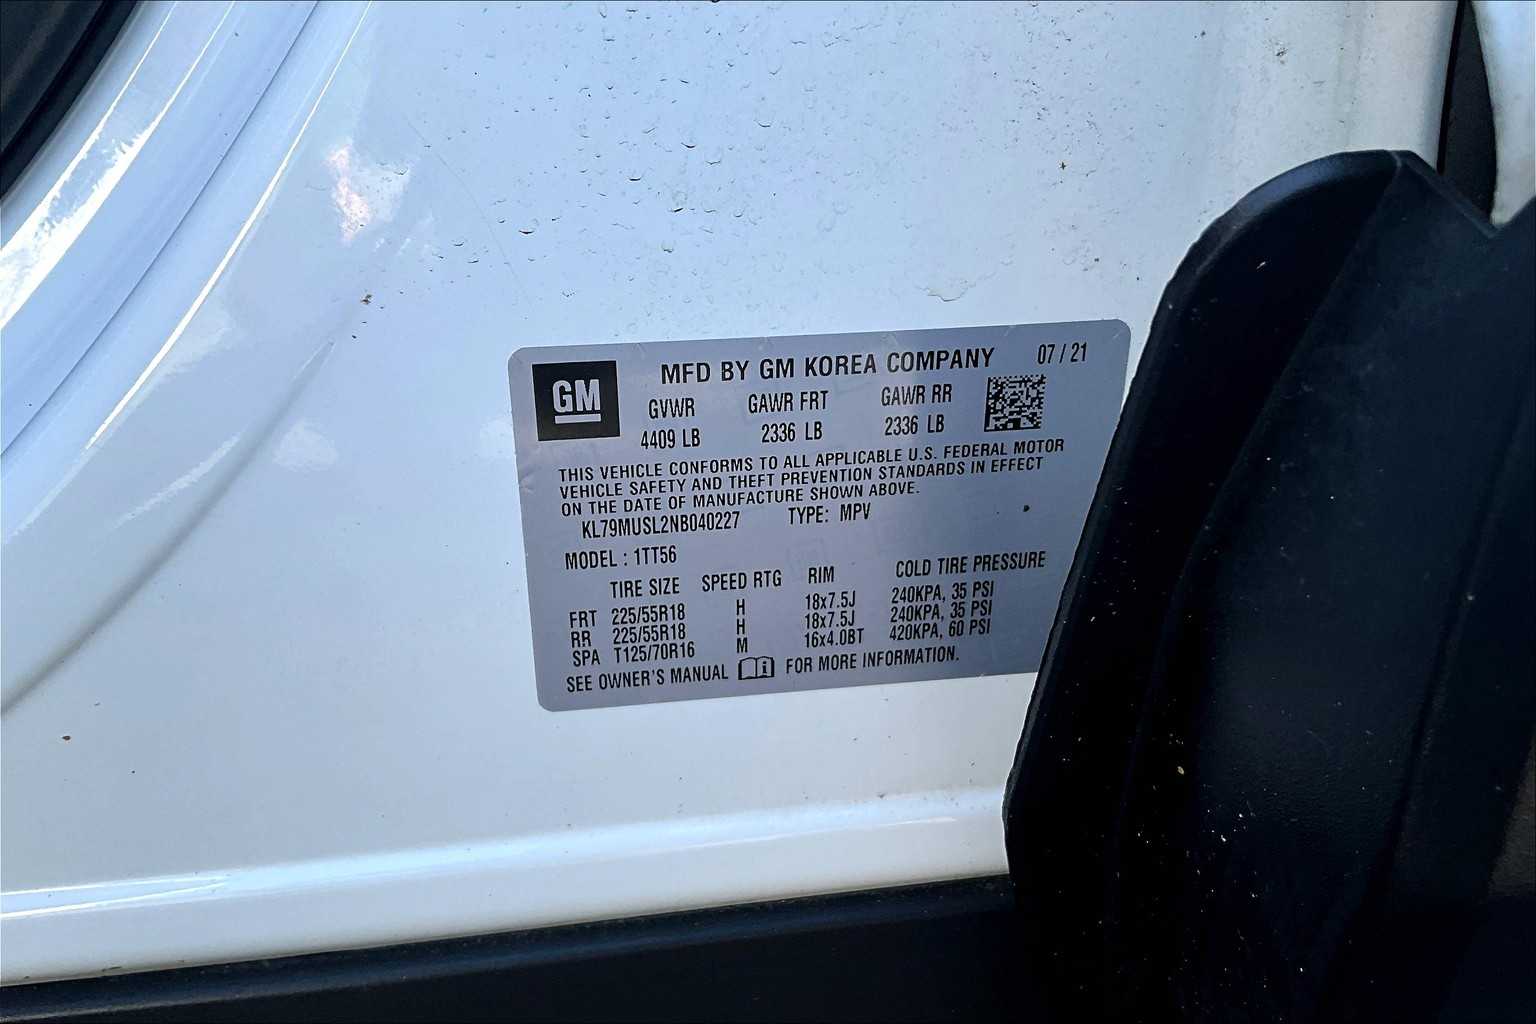 GM
MFD BY GM KOREA COMPANY 07 / 21
GVWR GAWR FRT GAWR RR
4409 LB 2336 LB 2336 LB
THIS VEHICLE CONFORMS TO ALL APPLICABLE U.S. FEDERAL MOTOR
VEHICLE SAFETY AND THEFT PREVENTION STANDARDS IN EFFECT
ON THE DATE OF MANUFACTURE SHOWN ABOVE.
KL79MUSL2NB040227 TYPE: MPV
MODEL : 1TT56
TIRE SIZE SPEED RTG RIM COLD TIRE PRESSURE
FRT 225/55R18 H 18x7.5J 240KPA, 35 PSI
RR 225/55R18 H 18x7.5J 240KPA, 35 PSI
SPA T125/70R16 M 16x4.0BT 420KPA, 60 PSI
SEE OWNER'S MANUAL FOR MORE INFORMATION.